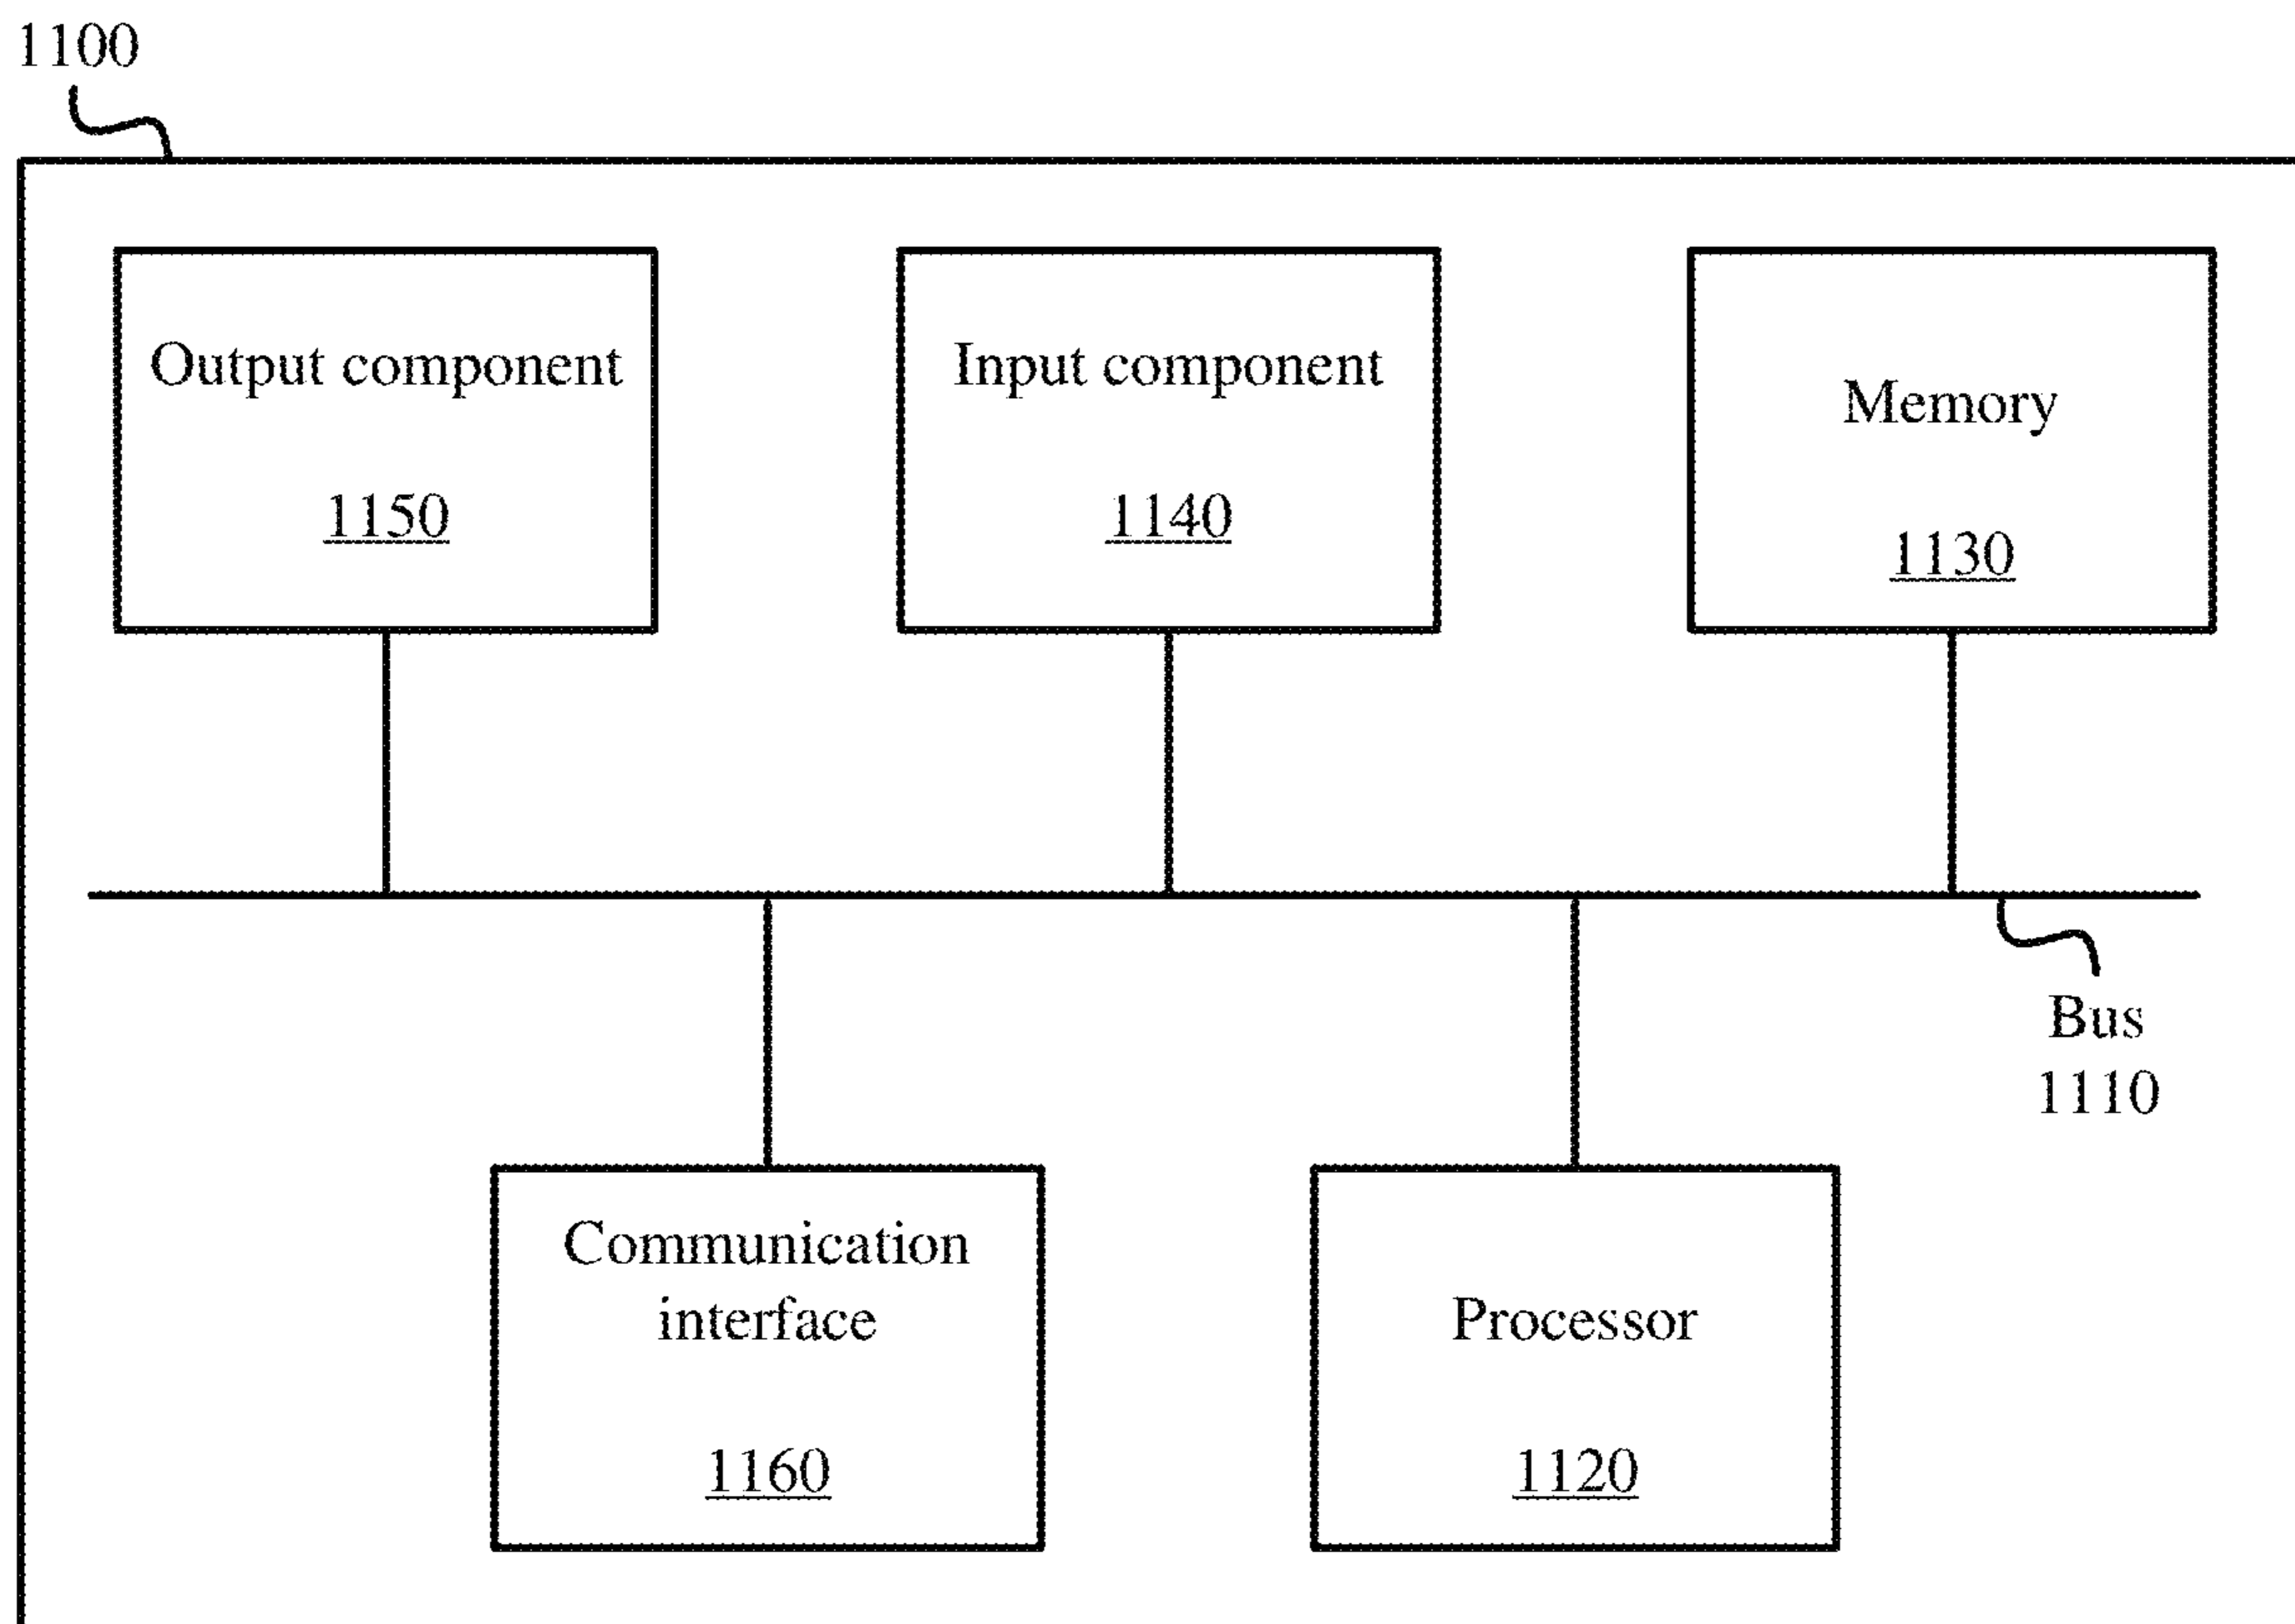 1100
Output component
1150
Input component
1140
Memory
1130
Bus
1110
Communication
interface
1160
Processor
1120